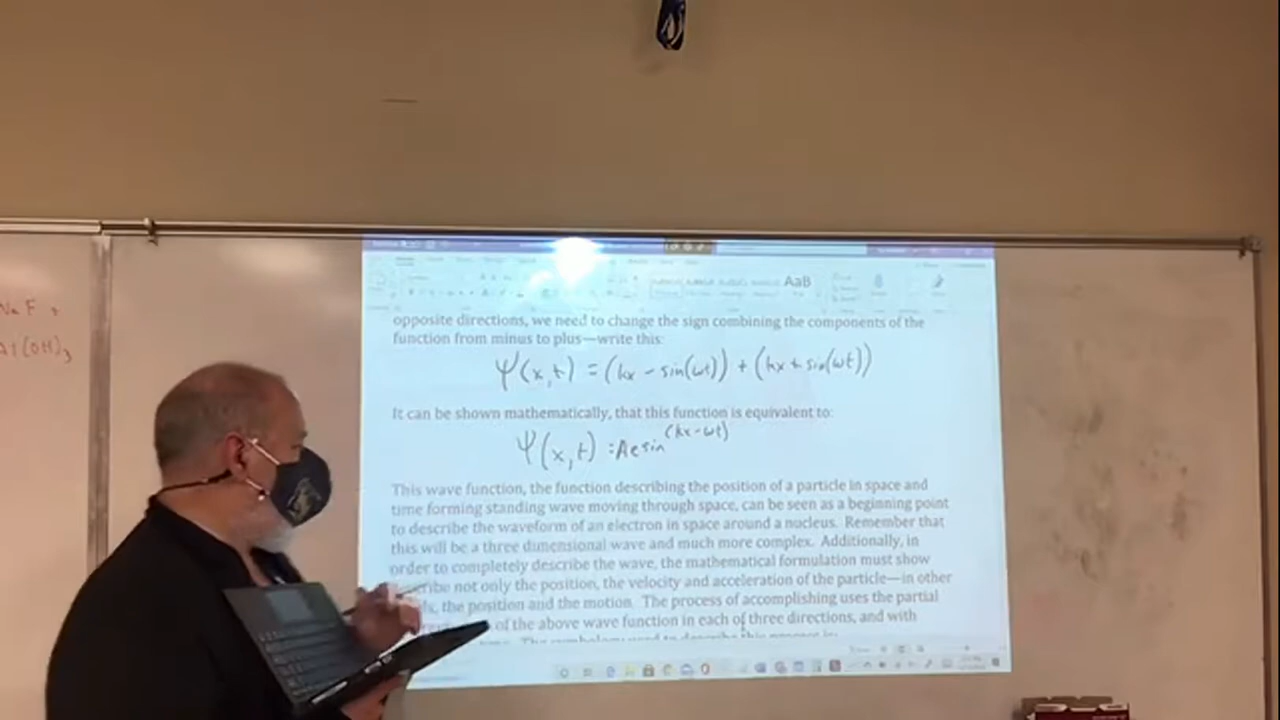 Na F +
Al(OH)₃
AaB
opposite directions, we need to change the sign combining the components of the
function from minus to plus—write this:
Ψ(x,t) = (kx - sin(ωt)) + (kx + sin(ωt))
It can be shown mathematically, that this function is equivalent to:
(kx-ωt)
Ψ(x,t) : Aesin
This wave function, the function describing the position of a particle in space and
time forming standing wave moving through space, can be seen as a beginning point
to describe the waveform of an electron in space around a nucleus. Remember that
this will be a three dimensional wave and much more complex. Additionally, in
order to completely describe the wave, the mathematical formulation must show
not only the position, the velocity and acceleration of the particle—in other
the position and the motion. The process of accomplishing uses the partial
of the above wave function in each of three directions, and with